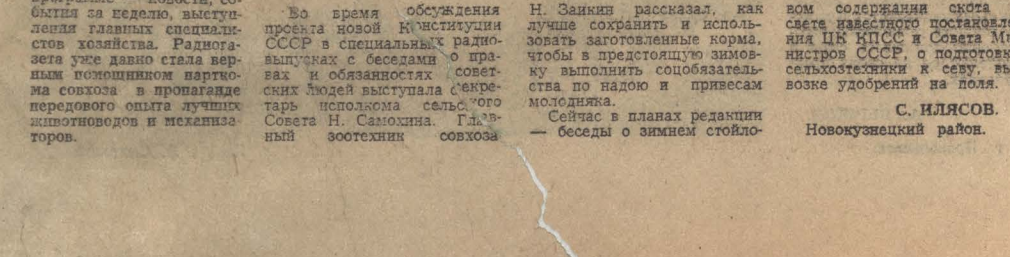 программе новости, со-
бытия за неделю, выступ-
ления главных специали-
стов хозяйства. Радиога-
зета уже давно стала вер-
ным помощником партко-
ма совхоза в пропаганде
передового опыта лучших
животноводов и механиза-
торов.
Во время обсуждения
проекта новой Конституции
СССР в специальных радио-
выпусках с беседами о пра-
вах и обязанностях совет-
ских людей выступала секре-
тарь исполкома сельского
Совета Н. Самохина. Глав-
ный зоотехник совхоза
Н. Заикин рассказал, как
лучше сохранить и исполь-
зовать заготовленные корма,
чтобы в предстоящую зимов-
ку выполнить соцобязатель-
ства по надою и привесам
молодняка.
Сейчас в планах редакции
— беседы о зимнем стойло-
вом содержании скота
свете известного постановле
ния ЦК КПСС и Совета Ми
нистров СССР, о подготовк
сельхозтехники к севу, вы
возке удобрений на поля.
С. ИЛЯСОВ.
Новокузнецкий район.